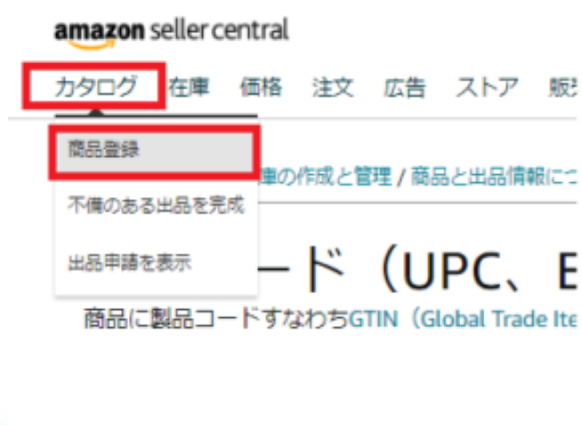 amazon seller central
カタログ 在庫 価格 注文 広告 ストア
商品登録
庫の作成と管理 / 商品と出品情報に
不備のある出品を完成
出品申請を表示
ード（UPC、
商品に製品コードすなわちGTIN（Global Trade Ite